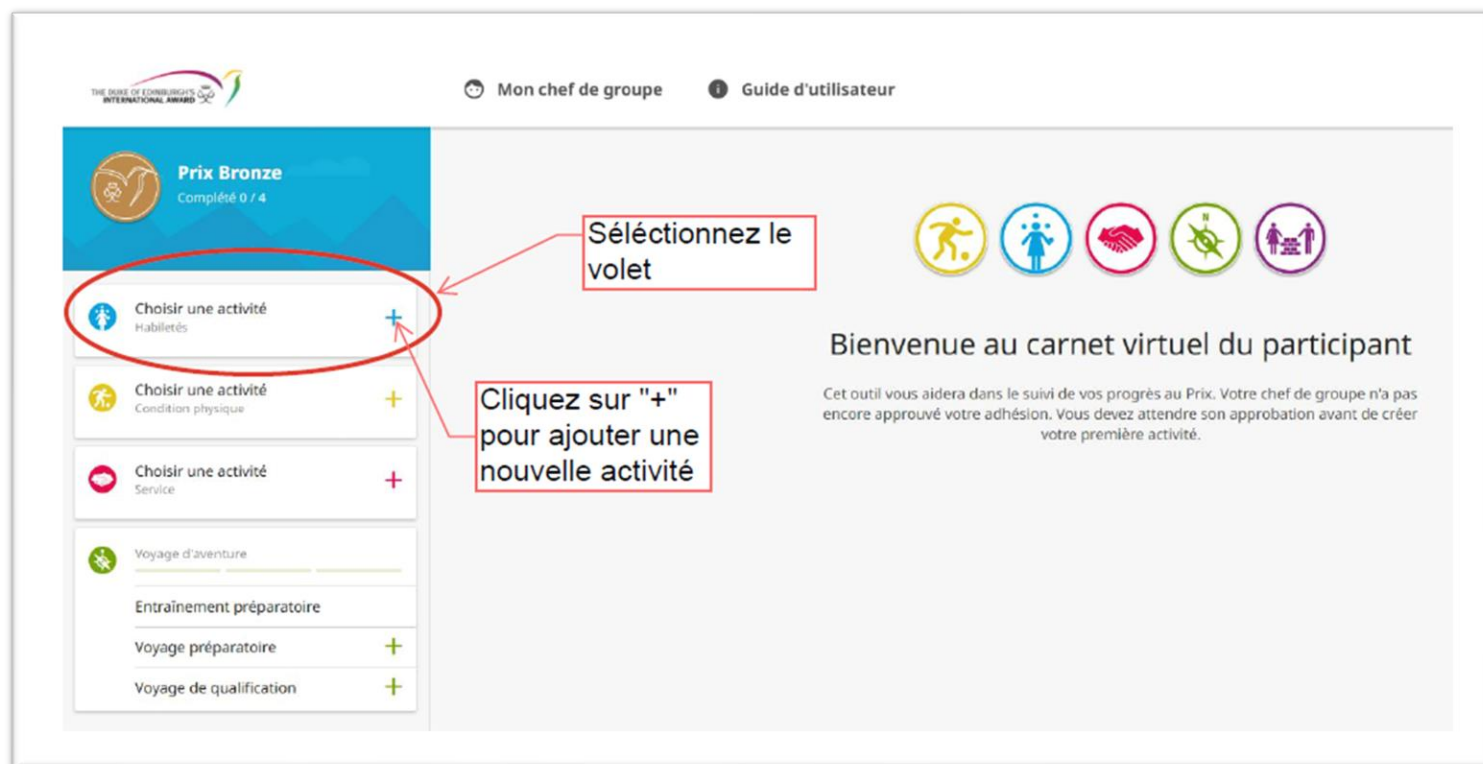 THE DUKE OF EDINBURGH'S
INTERNATIONAL AWARD
Mon chef de groupe
Guide d'utilisateur
Prix Bronze
Complété 0 / 4
Choisir une activité
Habiletés
+
Choisir une activité
Condition physique
+
Choisir une activité
Service
+
Voyage d'aventure
Entraînement préparatoire
Voyage préparatoire +
Voyage de qualification +
Séléctionnez le
volet
Cliquez sur "+"
pour ajouter une
nouvelle activité
N
Bienvenue au carnet virtuel du participant
Cet outil vous aidera dans le suivi de vos progrès au Prix. Votre chef de groupe n'a pas
encore approuvé votre adhésion. Vous devez attendre son approbation avant de créer
votre première activité.